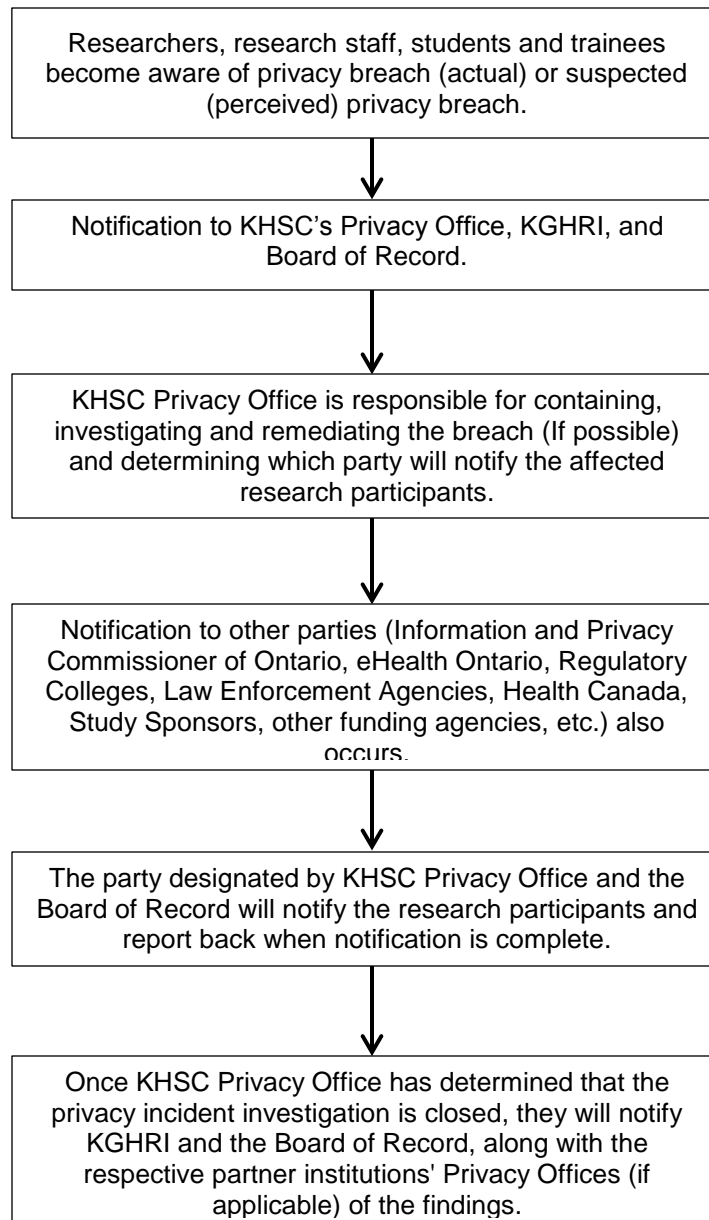 Researchers, research staff, students and trainees
become aware of privacy breach (actual) or suspected
(perceived) privacy breach.
Notification to KHSC’s Privacy Office, KGHRI, and
Board of Record.
KHSC Privacy Office is responsible for containing,
investigating and remediating the breach (If possible)
and determining which party will notify the affected
research participants.
Notification to other parties (Information and Privacy
Commissioner of Ontario, eHealth Ontario, Regulatory
Colleges, Law Enforcement Agencies, Health Canada,
Study Sponsors, other funding agencies, etc.) also
occurs.
The party designated by KHSC Privacy Office and the
Board of Record will notify the research participants and
report back when notification is complete.
Once KHSC Privacy Office has determined that the
privacy incident investigation is closed, they will notify
KGHRI and the Board of Record, along with the
respective partner institutions' Privacy Offices (if
applicable) of the findings.